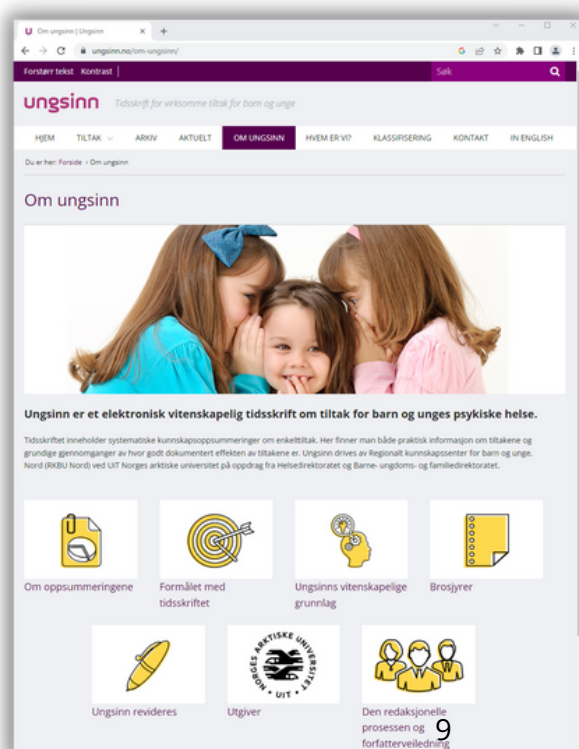 Om ungsinn | Ungsinn
ungsinn.no/om-ungsinn/
Forstørr tekst Kontrast
Søk
ungsinn Tidsskrift for virksomme tiltak for barn og unge
HJEM TILTAK ARKIV AKTUELT OM UNGSINN HVEM ER VI? KLASSIFISERING KONTAKT IN ENGLISH
Du er her: Forside › Om ungsinn
Om ungsinn
Ungsinn er et elektronisk vitenskapelig tidsskrift om tiltak for barn og unges psykiske helse.
Tidsskriftet inneholder systematiske kunnskapsoppsummeringer om enkelttiltak. Her finner man både praktisk informasjon om tiltakene og
grundige gjennomganger av hvor godt dokumentert effekten av tiltakene er. Ungsinn drives av Regionalt kunnskapssenter for barn og unge.
Nord (RKBU Nord) ved UiT Norges arktiske universitet på oppdrag fra Helsedirektoratet og Barne- ungdoms- og familiedirektoratet.
Om oppsummeringene
Formålet med
tidsskriftet
Ungsinns vitenskapelige
grunnlag
Brosjyrer
NORGES ARKTISKE UNIVERSITET • UIT •
Ungsinn revideres
Utgiver
Den redaksjonelle
prosessen og
forfatterveiledning
9